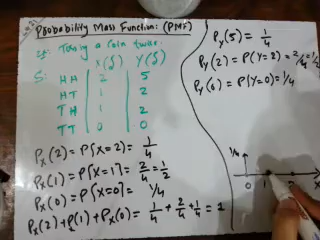 Probability Mass Function: (PMF)
Eg: Tossing a coin twice:
S: X(ξ) Y(ξ)
HH 2 5
HT 1 2
TH 1 2
TT 0 0
Px(2) = P[X=2] = 1/4
Px(1) = P[X=1] = 2/4 = 1/2
Px(0) = P[X=0] = 1/4
Px(2)+Px(1)+Px(0) = 1/4 + 2/4 + 1/4 = 1
PY(5) = 1/4
PY(2) = P(Y=2) = 2/4 = 1/2
PY(0) = P(Y=0) = 1/4
1/4
0 1 2 X